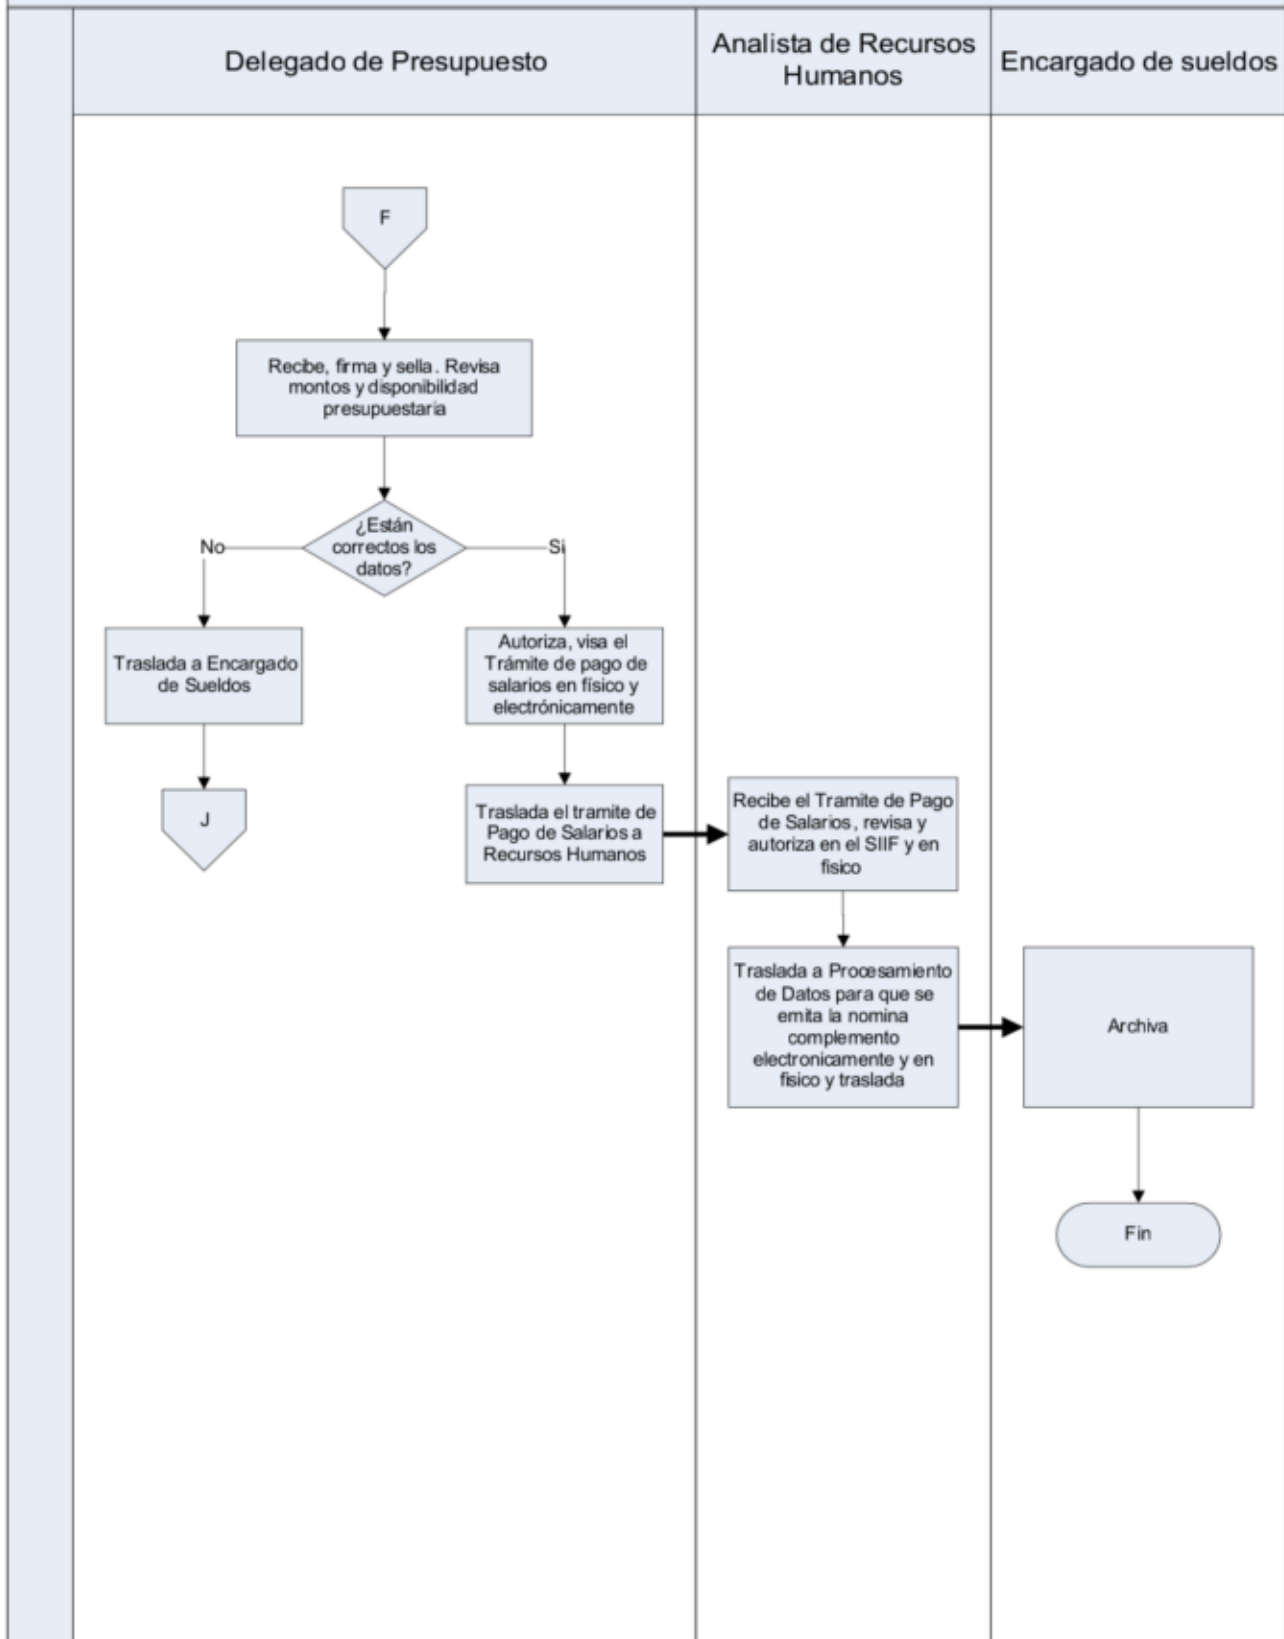 Delegado de Presupuesto
Analista de Recursos
Humanos
Encargado de sueldos
F
Recibe, firma y sella. Revisa
montos y disponibilidad
presupuestaria
¿Están
correctos los
datos?
No
Si
Traslada a Encargado
de Sueldos
Autoriza, visa el
Trámite de pago de
salarios en físico y
electrónicamente
J
Traslada el tramite de
Pago de Salarios a
Recursos Humanos
Recibe el Tramite de Pago
de Salarios, revisa y
autoriza en el SIIF y en
fisico
Traslada a Procesamiento
de Datos para que se
emita la nomina
complemento
electronicamente y en
fisico y traslada
Archiva
Fin